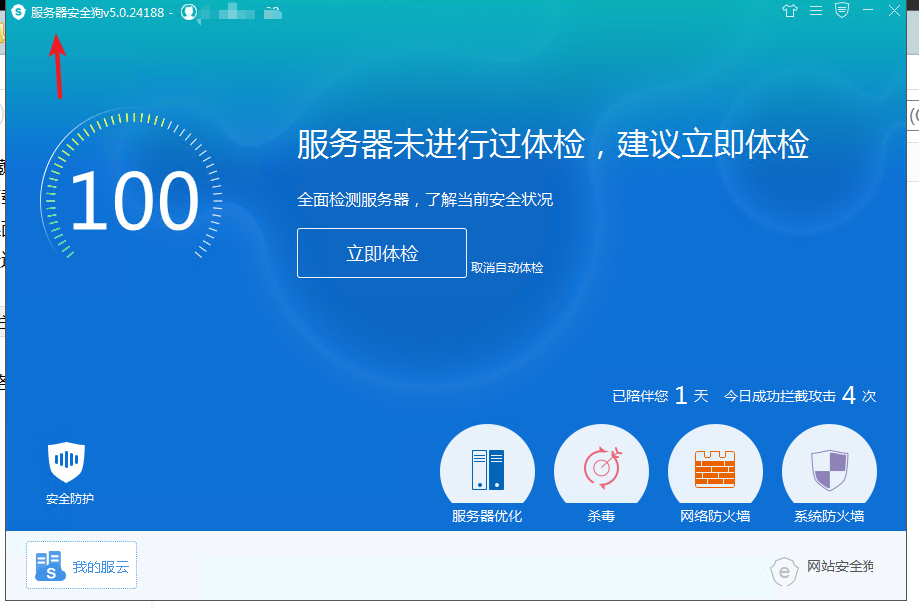 服务器安全狗v5.0.24188 -
服务器未进行过体检，建议立即体检
100
全面检测服务器，了解当前安全状况
立即体检
取消自动体检
已陪伴您 1 天 今日成功拦截攻击 4 次
安全防护
服务器优化
杀毒
网络防火墙
系统防火墙
我的服云
网站安全狗